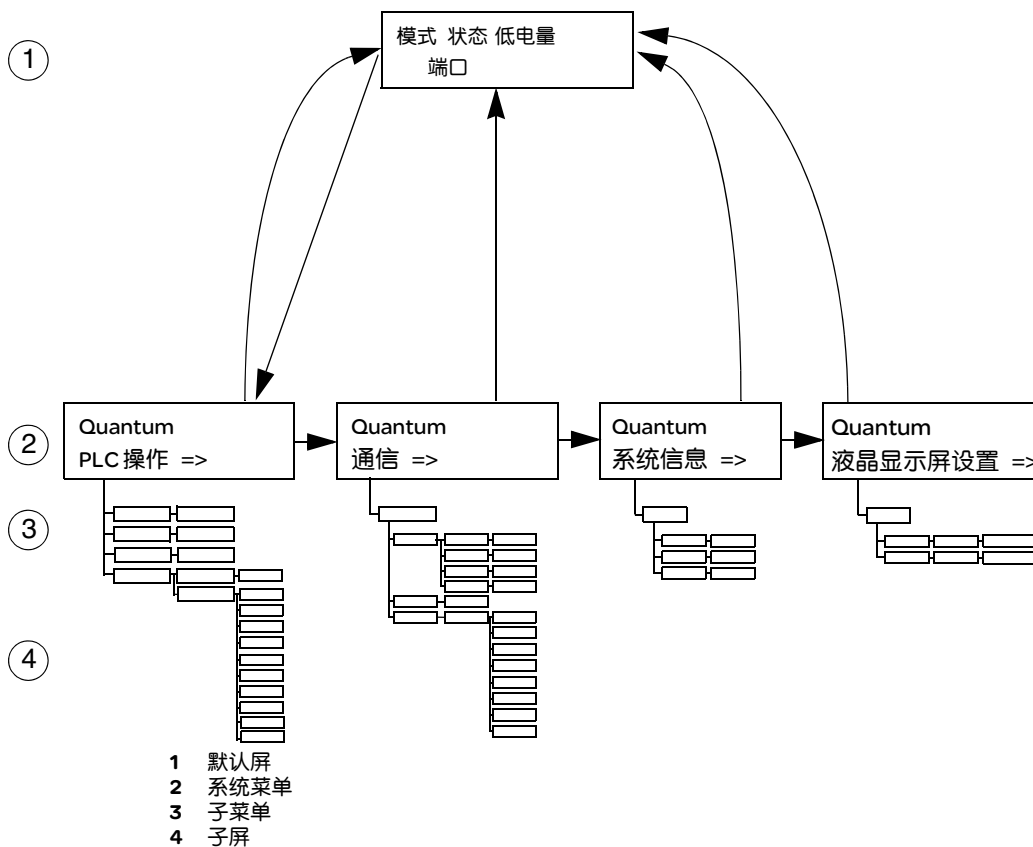 ①
模式 状态 低电量
端口
②
Quantum
PLC 操作 =>
Quantum
通信 =>
Quantum
系统信息 =>
Quantum
液晶显示屏设置 =>
③
④
1 默认屏
2 系统菜单
3 子菜单
4 子屏